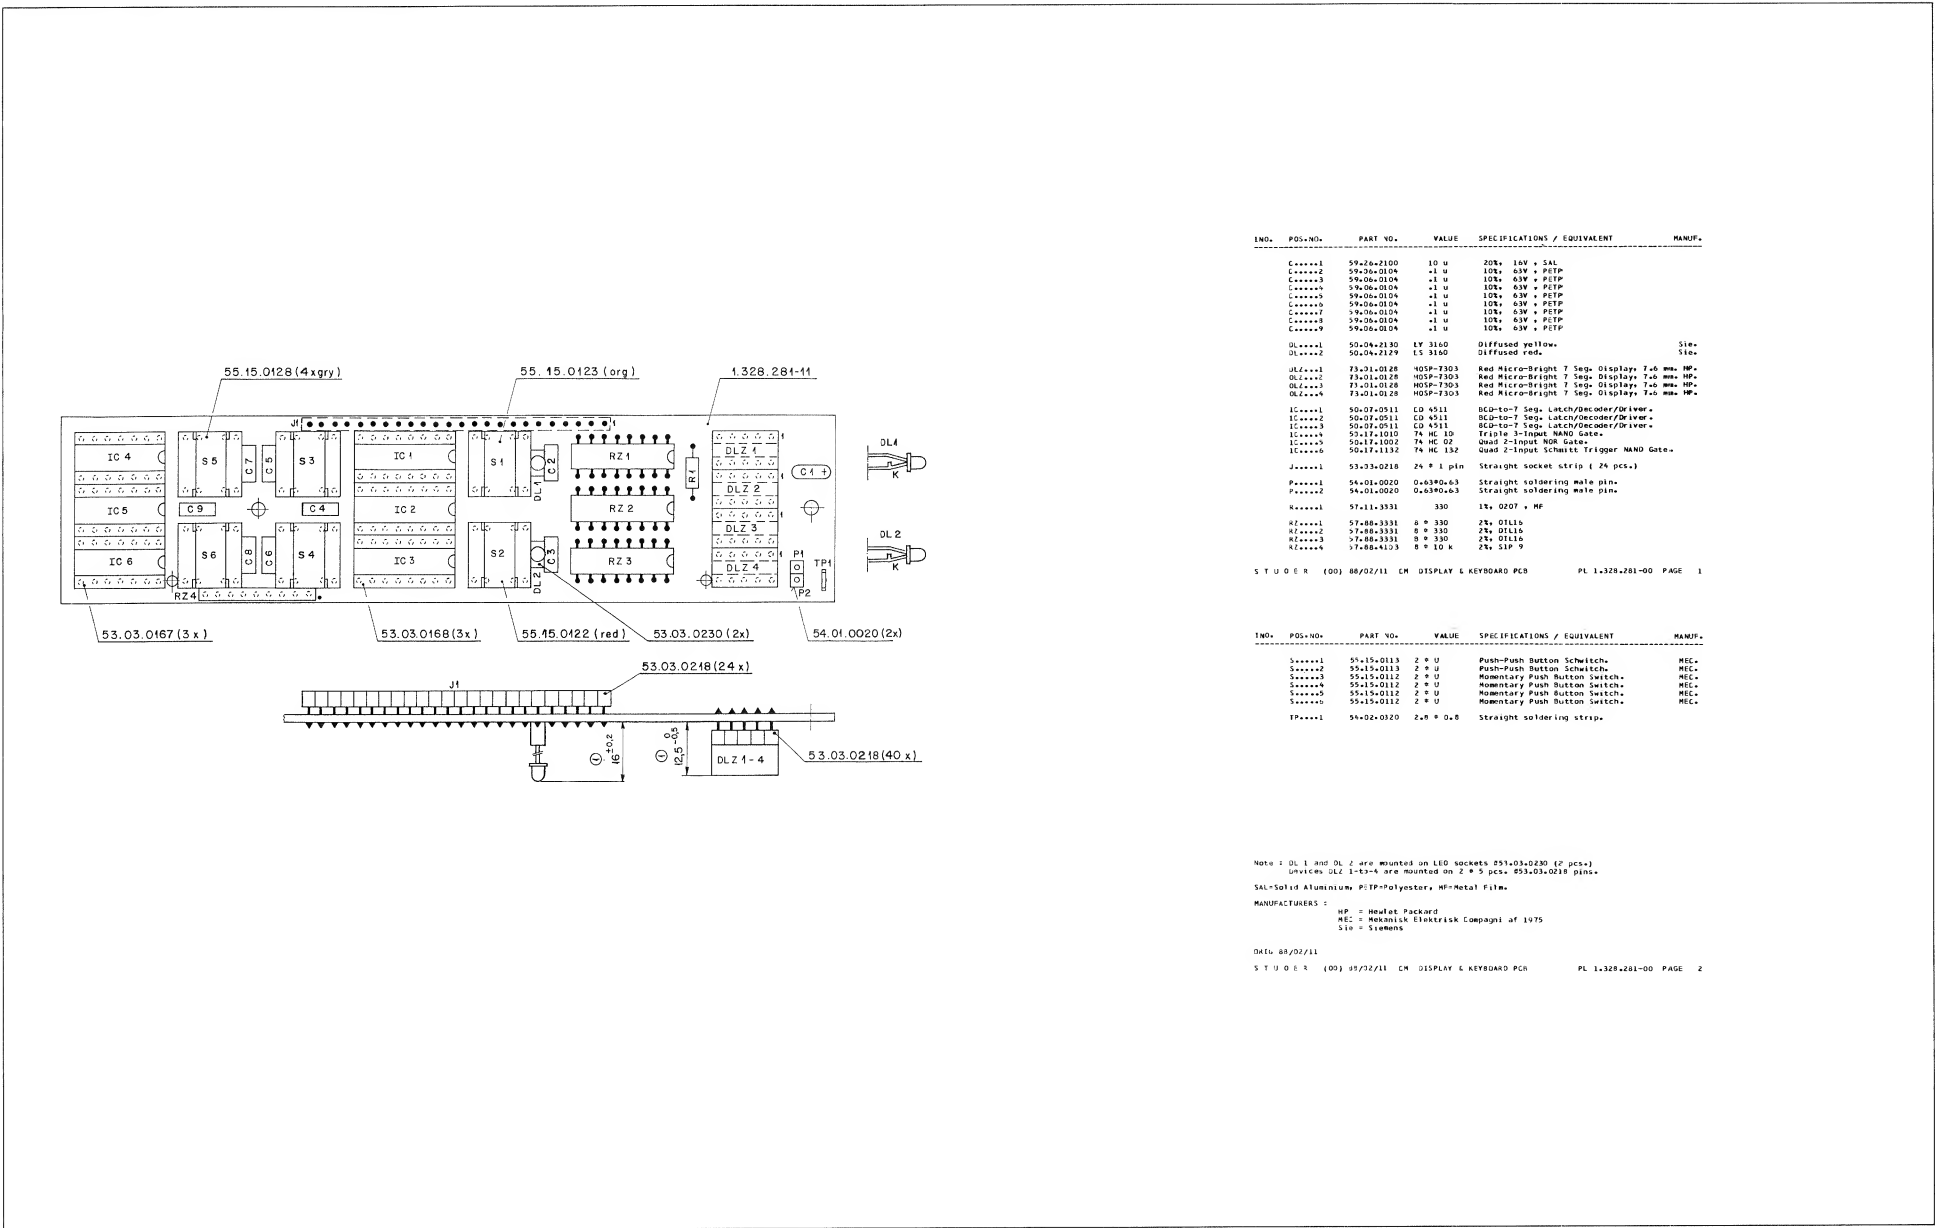 55.15.0128 (4xgry)
55.15.0123 (org)
1.328.281-11
J1
1
IC 4
S 5
C 7
C 5
S 3
IC 1
S1
C 2
DL1
RZ1
R1
DLZ 1
1
C 1 +
DL1
K
IC 5
C 9
C 4
IC 2
RZ 2
DLZ 2
1
DLZ 3
IC 6
S 6
C 8
C 6
S 4
IC 3
S2
C 3
DL 2
RZ 3
DLZ 4
1
P1
TP1
P2
DL 2
K
RZ4
53.03.0167 (3x)
53.03.0168 (3x)
55.15.0122 (red)
53.03.0230 (2x)
54.01.0020 (2x)
53.03.0218 (24x)
J1
1
16 ±0,2
1
12,5 0 -0,5
DLZ 1-4
53.03.0218 (40x)
INO. POS.NO. PART NO. VALUE SPECIFICATIONS / EQUIVALENT MANUF.
C.....1 59.26.2100 10 u 20%, 16V , SAL
C.....2 59.06.0104 .1 u 10%, 63V , PETP
C.....3 59.06.0104 .1 u 10%, 63V , PETP
C.....4 59.06.0104 .1 u 10%, 63V , PETP
C.....5 59.06.0104 .1 u 10%, 63V , PETP
C.....6 59.06.0104 .1 u 10%, 63V , PETP
C.....7 59.06.0104 .1 u 10%, 63V , PETP
C.....8 59.06.0104 .1 u 10%, 63V , PETP
C.....9 59.06.0104 .1 u 10%, 63V , PETP
DL....1 50.04.2130 LY 3160 Diffused yellow. Sie.
DL....2 50.04.2129 LS 3160 Diffused red. Sie.
DLZ...1 73.01.0128 HDSP-7303 Red Micro-Bright 7 Seg. Display, 7.6 mm. HP.
DLZ...2 73.01.0128 HDSP-7303 Red Micro-Bright 7 Seg. Display, 7.6 mm. HP.
DLZ...3 73.01.0128 HDSP-7303 Red Micro-Bright 7 Seg. Display, 7.6 mm. HP.
DLZ...4 73.01.0128 HDSP-7303 Red Micro-Bright 7 Seg. Display, 7.6 mm. HP.
IC....1 50.07.0511 CD 4511 BCD-to-7 Seg. Latch/Decoder/Driver.
IC....2 50.07.0511 CD 4511 BCD-to-7 Seg. Latch/Decoder/Driver.
IC....3 50.07.0511 CD 4511 BCD-to-7 Seg. Latch/Decoder/Driver.
IC....4 50.17.1010 74 HC 10 Triple 3-Input NAND Gate.
IC....5 50.17.1002 74 HC 02 Quad 2-Input NOR Gate.
IC....6 50.17.1132 74 HC 132 Quad 2-Input Schmitt Trigger NAND Gate.
J.....1 53.03.0218 24 * 1 pin Straight socket strip ( 24 pcs.)
P.....1 54.01.0020 0.63*0.63 Straight soldering male pin.
P.....2 54.01.0020 0.63*0.63 Straight soldering male pin.
R.....1 57.11.3331 330 1%, 0207 , MF
RZ....1 57.88.3331 8 * 330 2%, DIL16
RZ....2 57.88.3331 8 * 330 2%, DIL16
RZ....3 57.88.3331 8 * 330 2%, DIL16
RZ....4 57.88.4103 8 * 10 k 2%, SIP 9
S T U D E R (00) 88/02/11 CM DISPLAY & KEYBOARD PCB PL 1.328.281-00 PAGE 1
INO. POS.NO. PART NO. VALUE SPECIFICATIONS / EQUIVALENT MANUF.
S.....1 55.15.0113 2 * U Push-Push Button Schwitch. MEC.
S.....2 55.15.0113 2 * U Push-Push Button Schwitch. MEC.
S.....3 55.15.0112 2 * U Momentary Push Button Switch. MEC.
S.....4 55.15.0112 2 * U Momentary Push Button Switch. MEC.
S.....5 55.15.0112 2 * U Momentary Push Button Switch. MEC.
S.....6 55.15.0112 2 * U Momentary Push Button Switch. MEC.
TP....1 54.02.0320 2.8 * 0.8 Straight soldering strip.
Note : DL 1 and DL 2 are mounted on LED sockets #53.03.0230 (2 pcs.)
Devices DLZ 1-to-4 are mounted on 2 * 5 pcs. #53.03.0218 pins.
SAL=Solid Aluminium, PETP=Polyester, MF=Metal Film.
MANUFACTURERS :
HP = Hewlet Packard
MEC = Mekanisk Elektrisk Compagni af 1975
Sie = Siemens
ORIG 88/02/11
S T U D E R (00) 88/02/11 CM DISPLAY & KEYBOARD PCB PL 1.328.281-00 PAGE 2